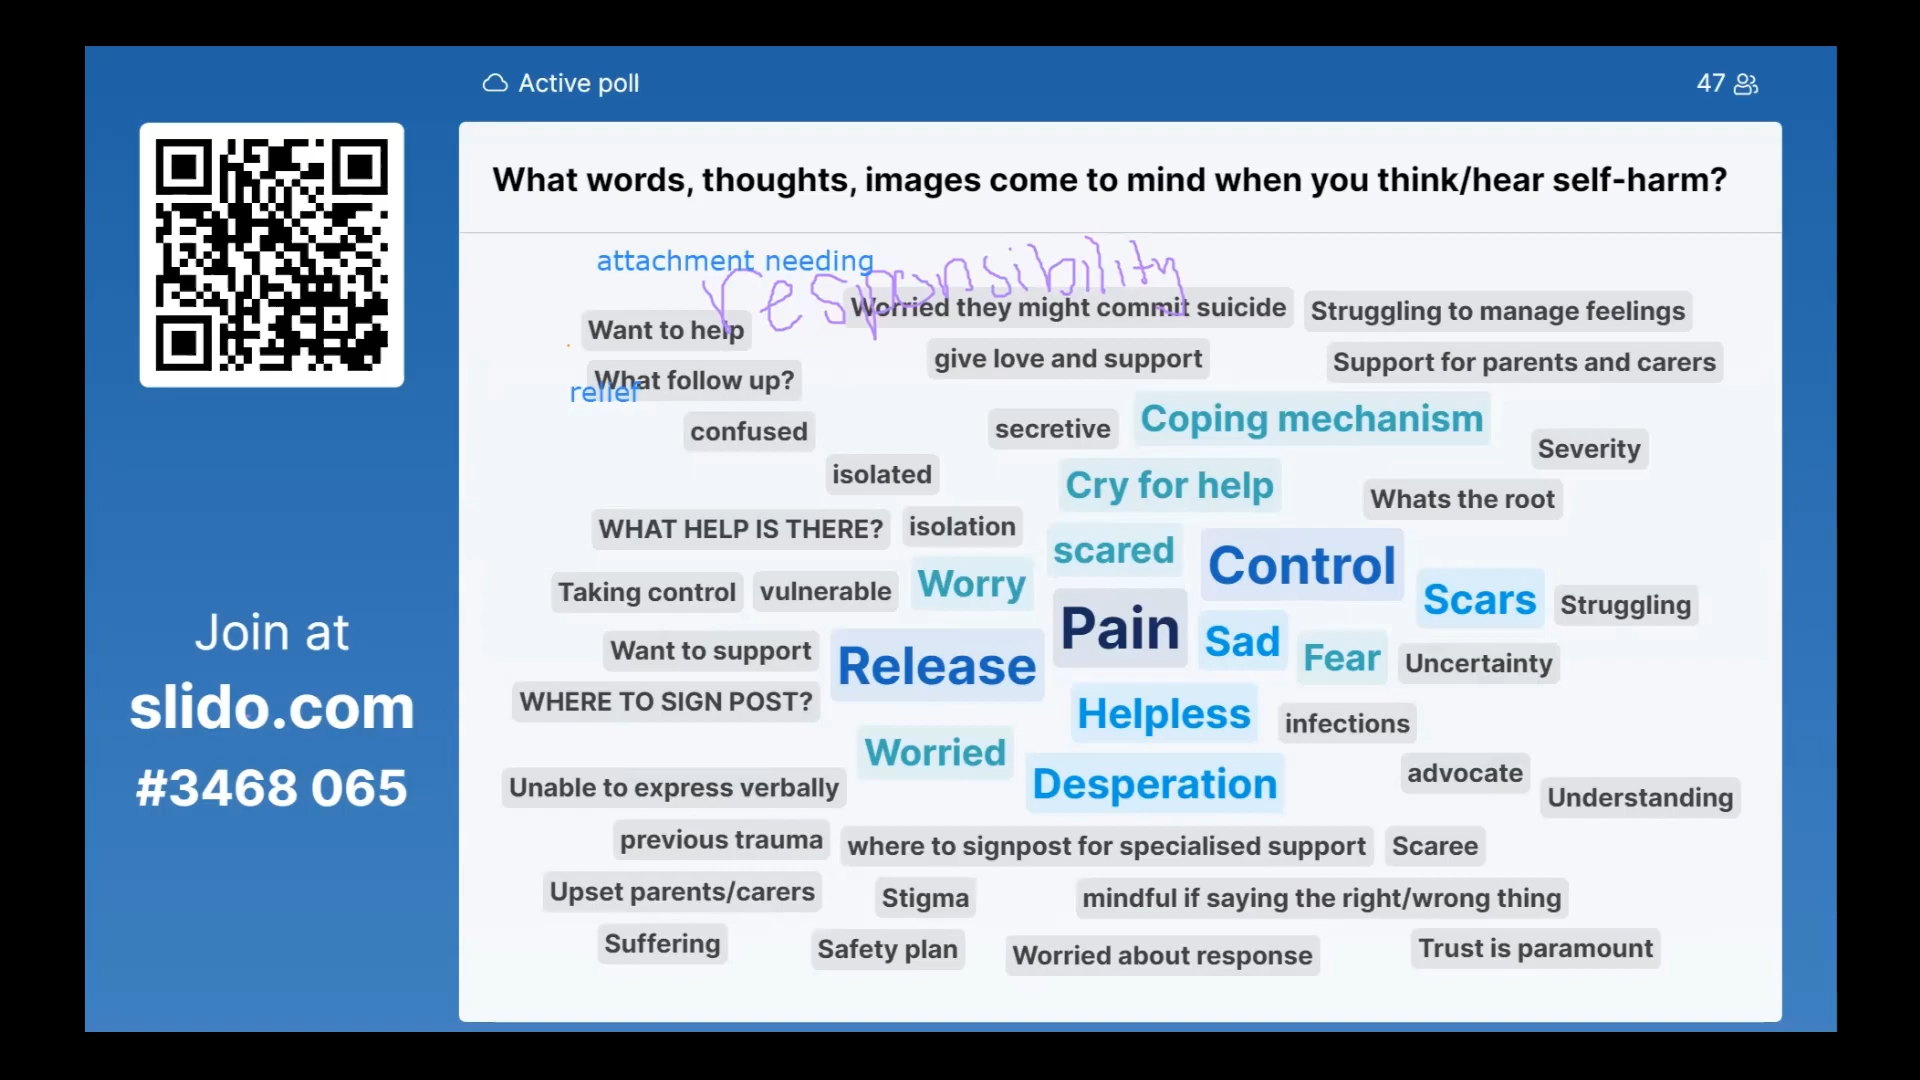 Active poll
47
What words, thoughts, images come to mind when you think/hear self-harm?
attachment needing
responsibility
Worried they might commit suicide
Struggling to manage feelings
Want to help
give love and support
Support for parents and carers
What follow up?
relief
confused
secretive
Coping mechanism
Severity
isolated
Cry for help
Whats the root
WHAT HELP IS THERE?
isolation
scared
Control
Taking control
vulnerable
Worry
Scars
Struggling
Pain
Sad
Fear
Uncertainty
Want to support
Release
WHERE TO SIGN POST?
Helpless
infections
Worried
Desperation
advocate
Unable to express verbally
Understanding
previous trauma
where to signpost for specialised support
Scaree
Upset parents/carers
Stigma
mindful if saying the right/wrong thing
Suffering
Safety plan
Worried about response
Trust is paramount
Join at
slido.com
#3468 065